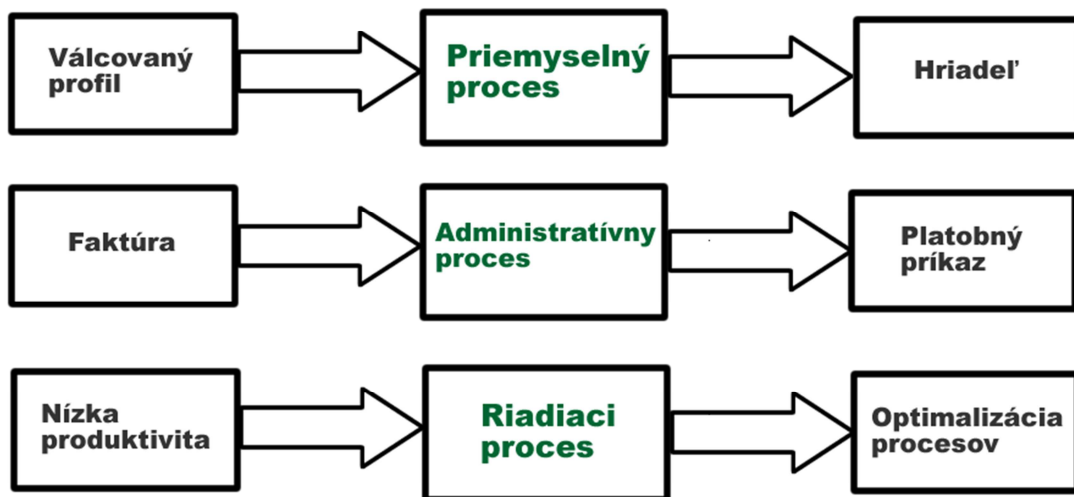 Válcovaný
profil
Priemyselný
proces
Hriadeľ
Faktúra
Administratívny
proces
Platobný
príkaz
Nízka
produktivita
Riadiaci
proces
Optimalizácia
procesov